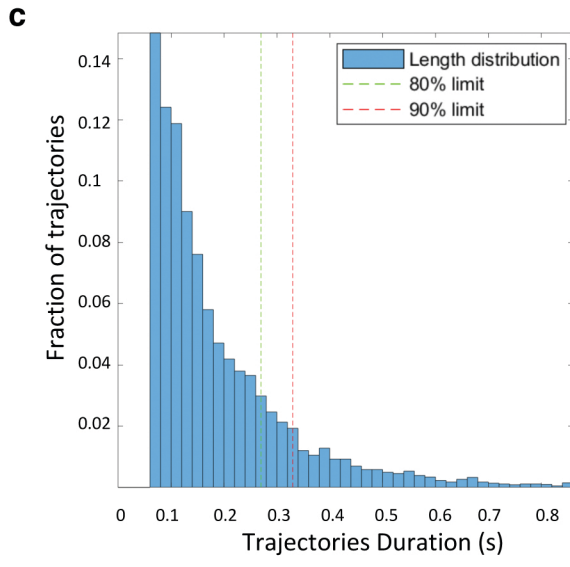 c
Length distribution
80% limit
90% limit
Fraction of trajectories
0.14
0.12
0.1
0.08
0.06
0.04
0.02
0 0.1 0.2 0.3 0.4 0.5 0.6 0.7 0.8
Trajectories Duration (s)